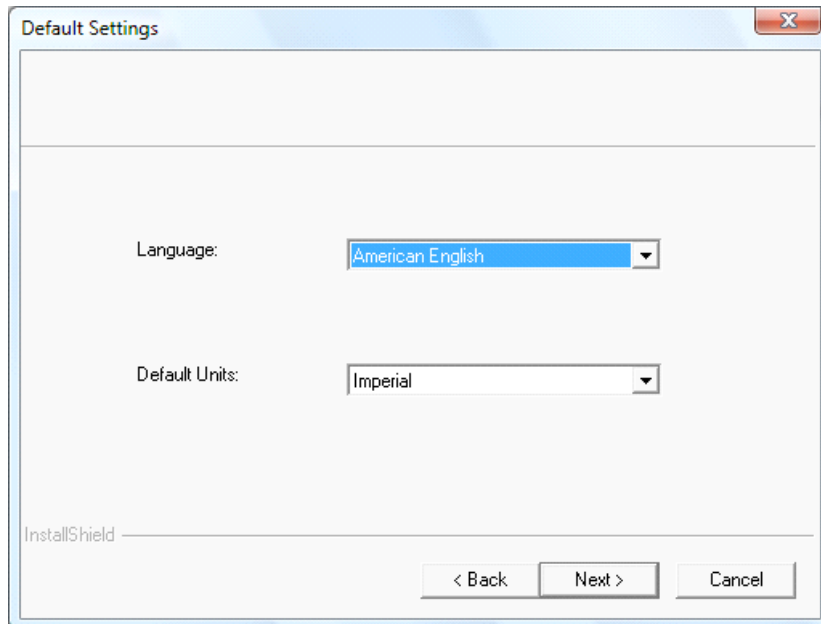 Default Settings
Language:
American English
Default Units:
Imperial
InstallShield
< Back
Next >
Cancel